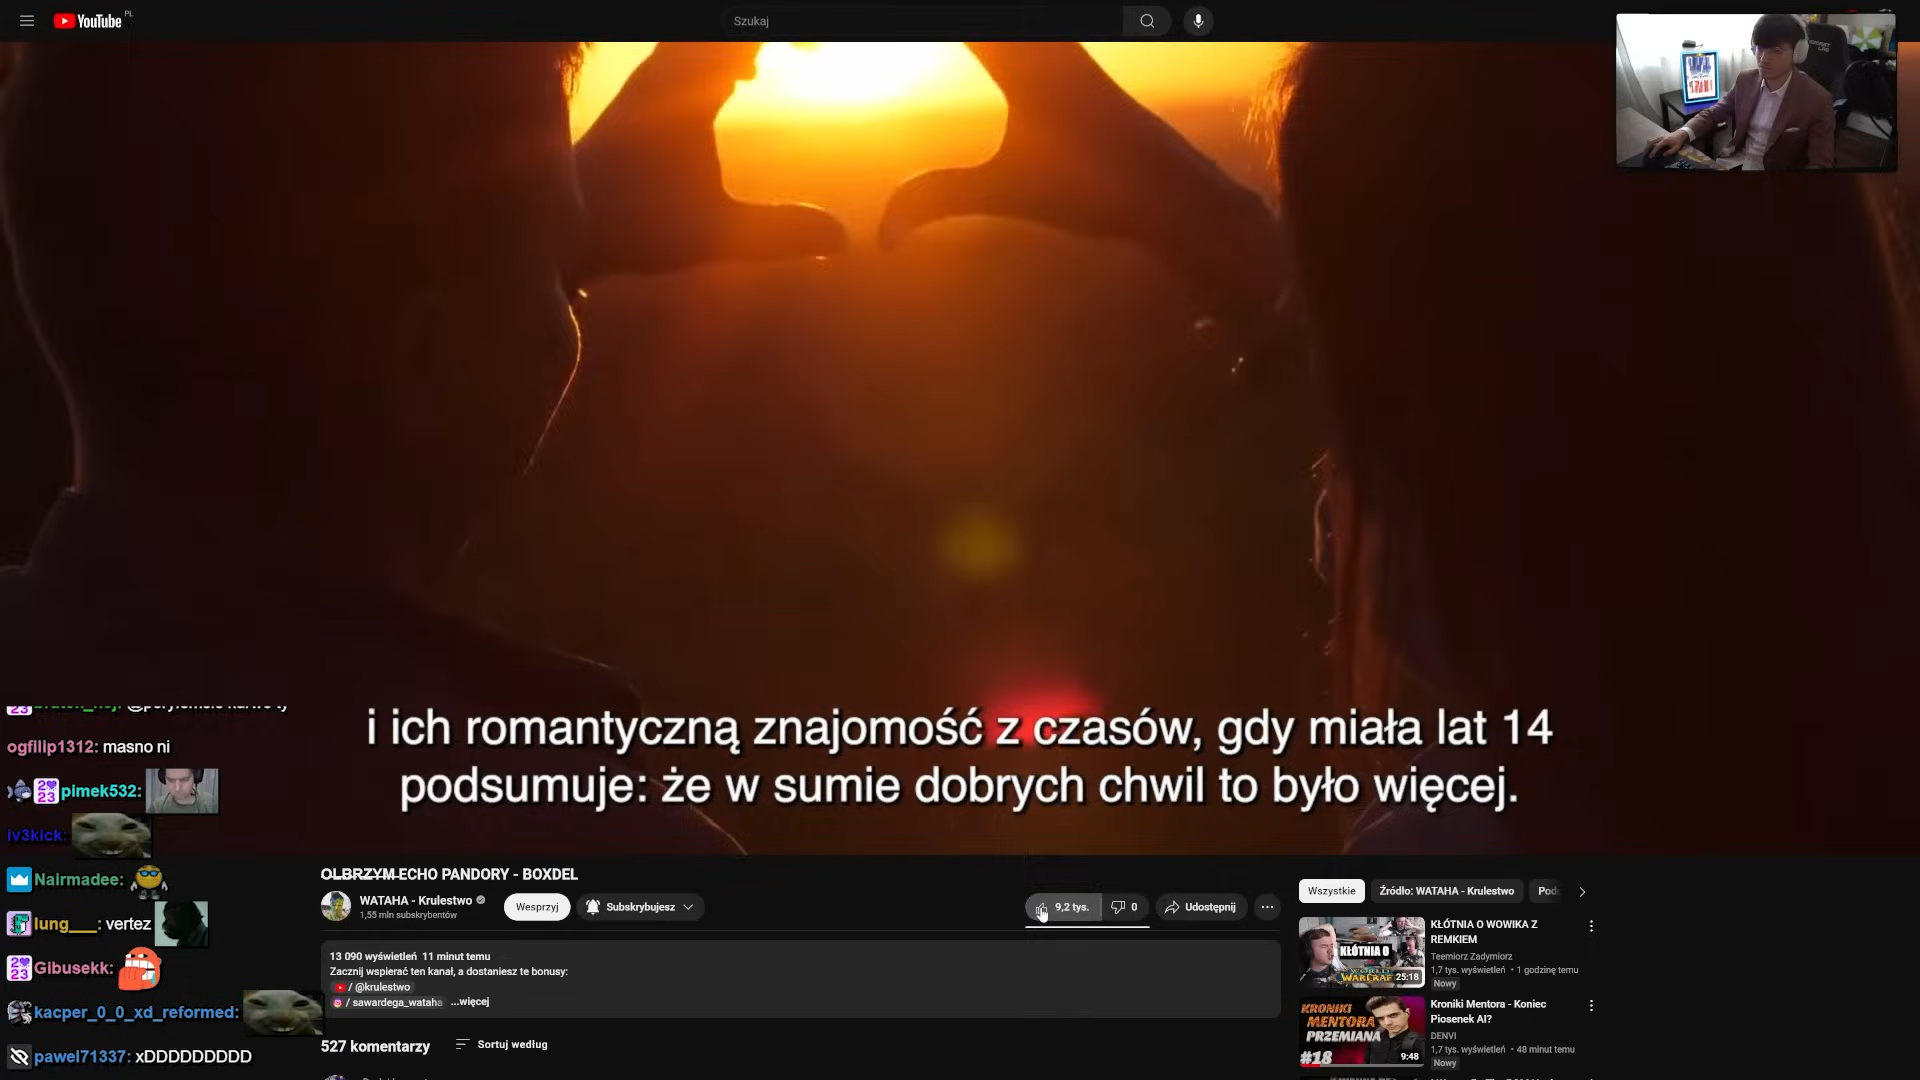 YouTube PL
Szukaj
i ich romantyczną znajomość z czasów, gdy miała lat 14
podsumuje: że w sumie dobrych chwil to było więcej.
ogfilip1312: masno ni
pimek532:
iv3kick:
Nairmadee:
lung___: vertez
Gibusekk:
kacper_0_0_xd_reformed:
pawel71337: xDDDDDDDDD
OLBRZYM ECHO PANDORY - BOXDEL
WATAHA - Krulestwo
1,55 mln subskrybentów
Wesprzyj
Subskrybujesz
9,2 tys.
0
Udostępnij
13 090 wyświetleń 11 minut temu
Zacznij wspierać ten kanał, a dostaniesz te bonusy:
/ @krulestwo
/ sawardega_wataha ...więcej
527 komentarzy
Sortuj według
Wszystkie
Źródło: WATAHA - Krulestwo
KŁÓTNIA O
WORLD WARCRAFT
25:18
KŁÓTNIA O WOWIKA Z
REMKIEM
Teemiorz Zadymiorz
1,7 tys. wyświetleń • 1 godzinę temu
Nowy
KRONIKI
MENTORA
PRZEMIANA
#18
9:48
Kroniki Mentora - Koniec
Piosenek AI?
DENVI
1,7 tys. wyświetleń • 48 minut temu
Nowy